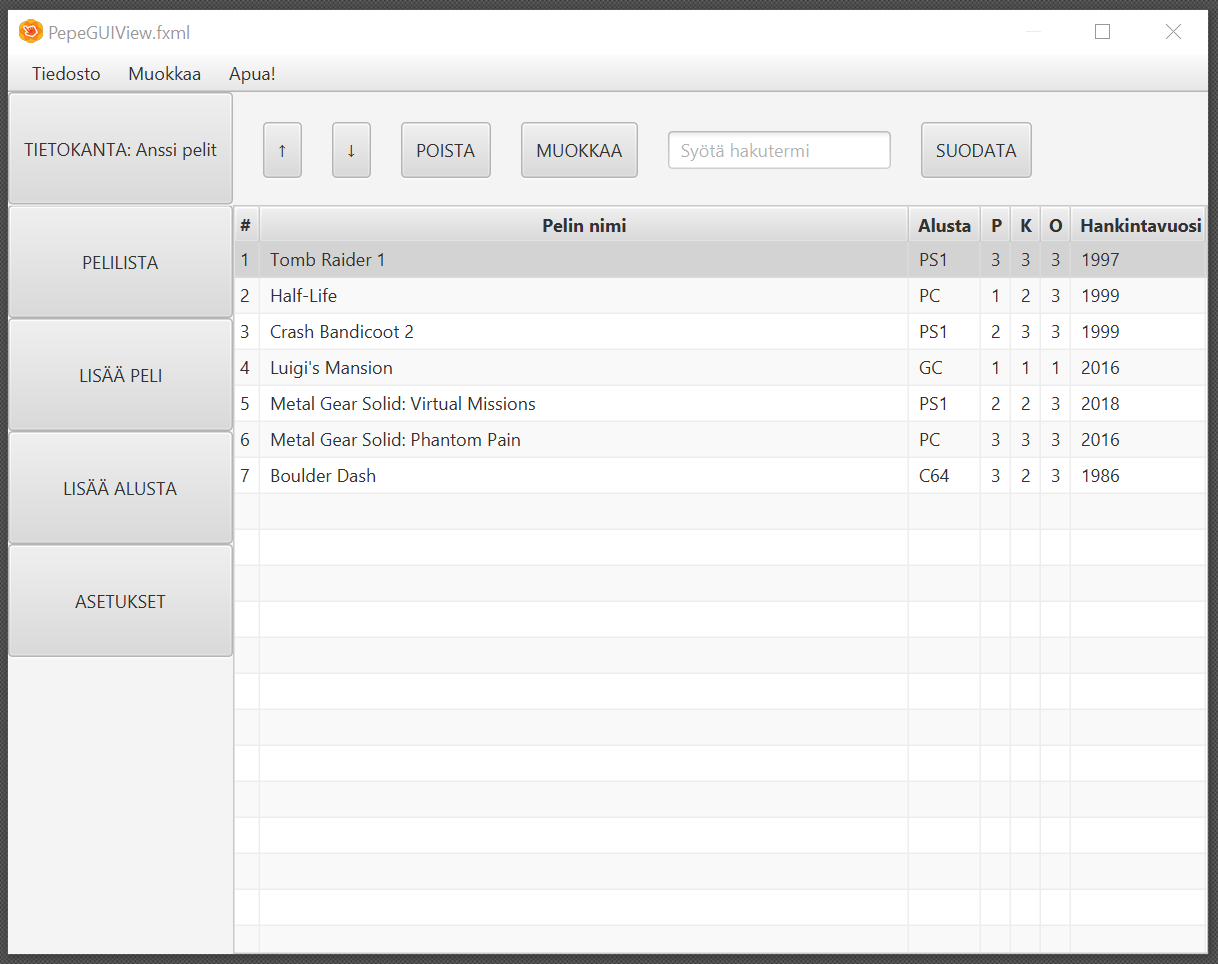 PepeGUIView.fxml
Tiedosto Muokkaa Apua!
TIETOKANTA: Anssi pelit
↑ ↓ POISTA MUOKKAA Syötä hakutermi SUODATA
PELILISTA
LISÄÄ PELI
LISÄÄ ALUSTA
ASETUKSET
# Pelin nimi Alusta P K O Hankintavuosi
1 Tomb Raider 1 PS1 3 3 3 1997
2 Half-Life PC 1 2 3 1999
3 Crash Bandicoot 2 PS1 2 3 3 1999
4 Luigi's Mansion GC 1 1 1 2016
5 Metal Gear Solid: Virtual Missions PS1 2 2 3 2018
6 Metal Gear Solid: Phantom Pain PC 3 3 3 2016
7 Boulder Dash C64 3 2 3 1986